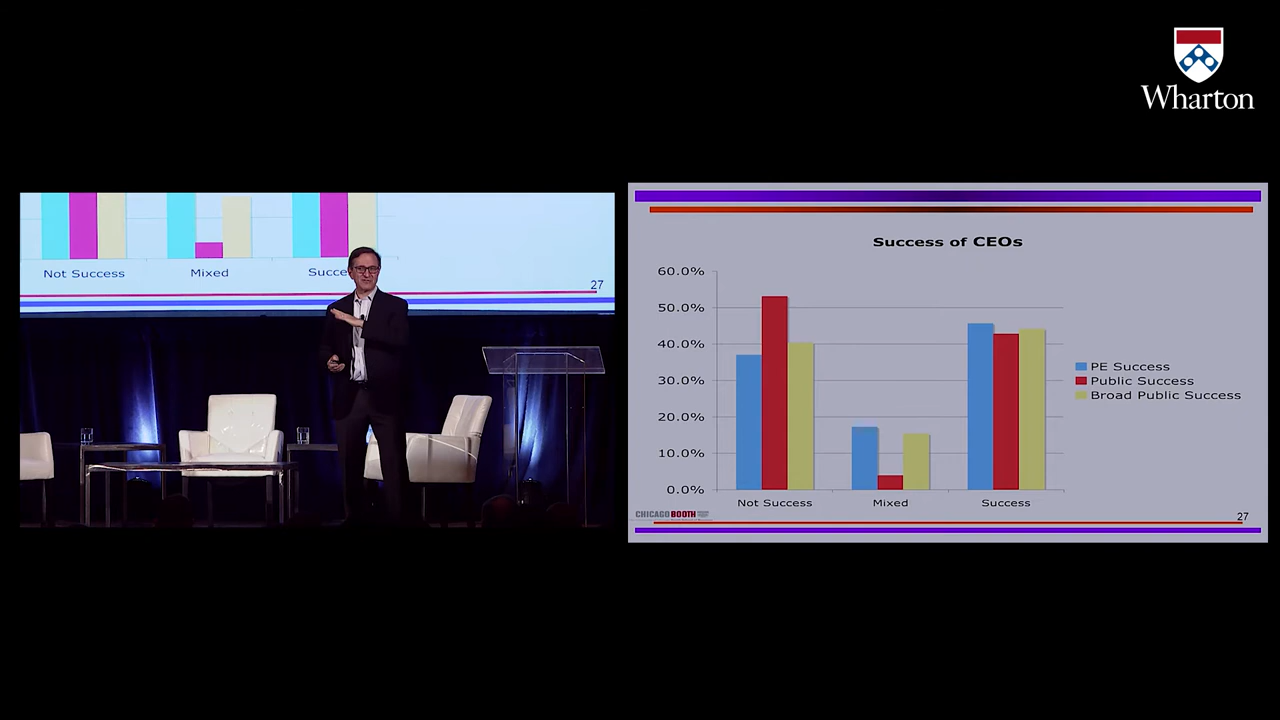 Wharton
Not Success
Mixed
Succe
27
Success of CEOs
60.0%
50.0%
40.0%
30.0%
20.0%
10.0%
0.0%
Not Success
Mixed
Success
PE Success
Public Success
Broad Public Success
CHICAGO BOOTH
27